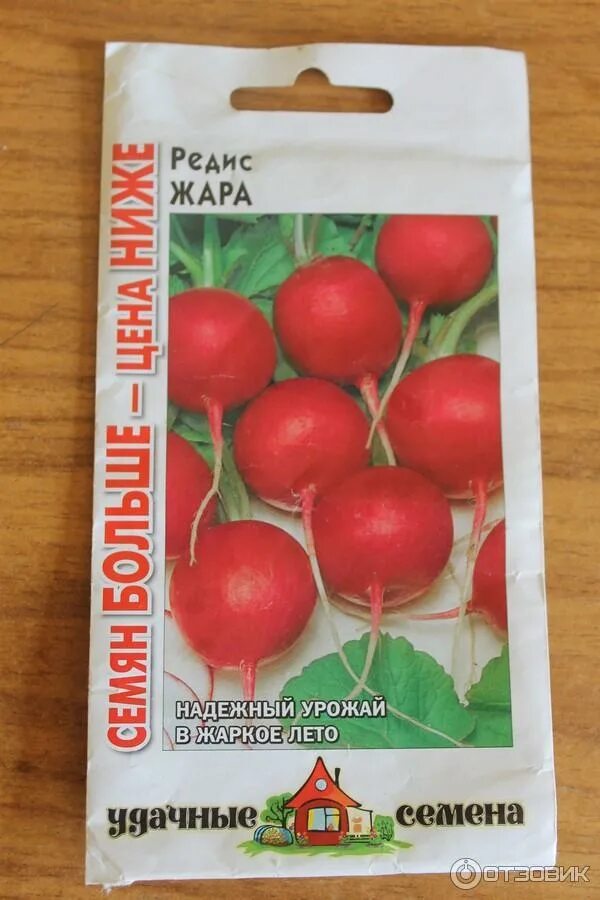 Редис
ЖАРА
СЕМЯН БОЛЬШЕ – ЦЕНА НИЖЕ
НАДЕЖНЫЙ УРОЖАЙ
В ЖАРКОЕ ЛЕТО
удачные семена
ОТЗОВИК